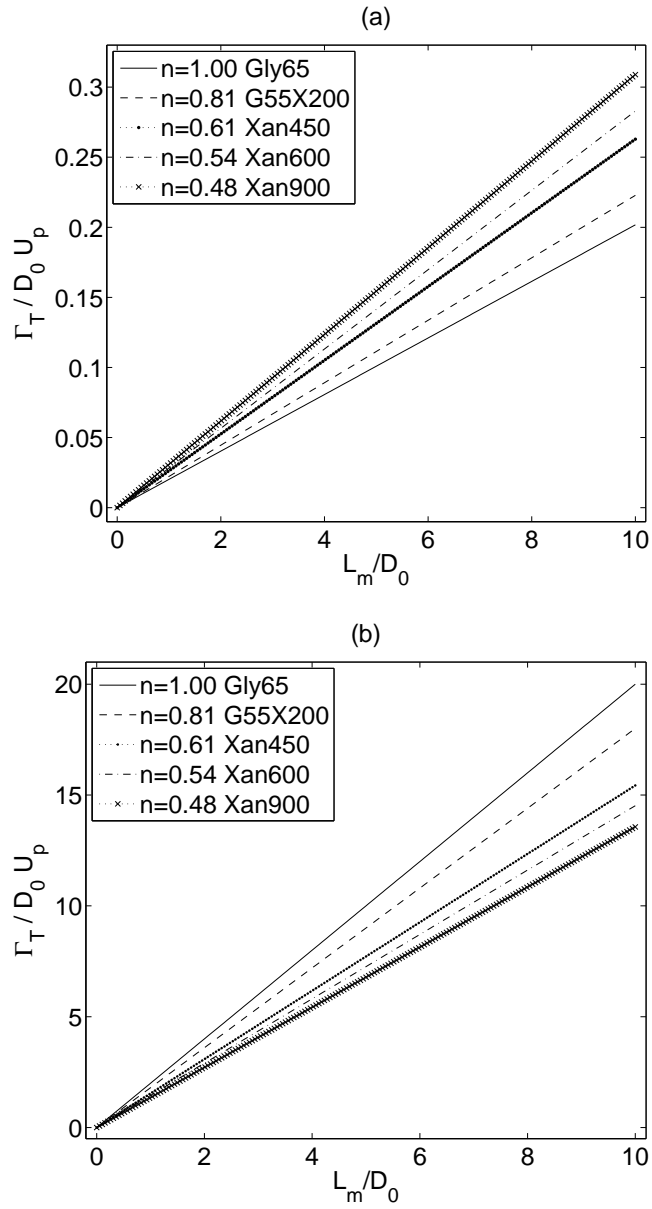 (a)
n=1.00 Gly65
n=0.81 G55X200
n=0.61 Xan450
n=0.54 Xan600
n=0.48 Xan900
0.3
0.25
0.2
0.15
0.1
0.05
0
Γ_T / D_0 U_p
0 2 4 6 8 10
L_m/D_0
(b)
n=1.00 Gly65
n=0.81 G55X200
n=0.61 Xan450
n=0.54 Xan600
n=0.48 Xan900
20
15
10
5
0
Γ_T / D_0 U_p
0 2 4 6 8 10
L_m/D_0